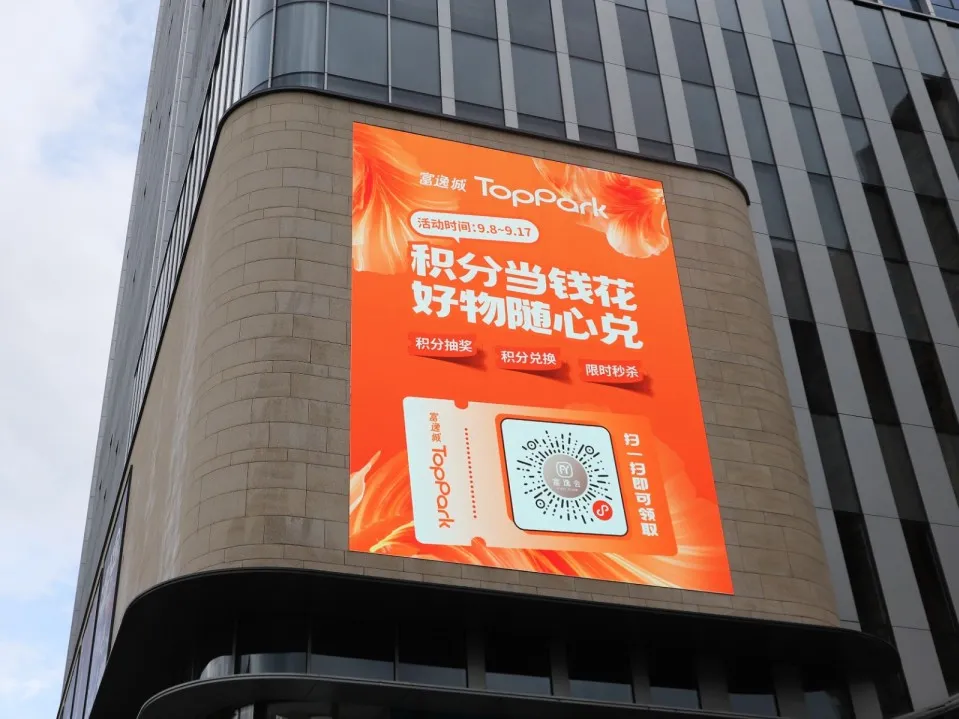 富逸城 TopPark
活动时间:9.8~9.17
积分当钱花
好物随心兑
积分抽奖
积分兑换
限时秒杀
富逸城 TopPark
富逸会
扫一扫即可领取